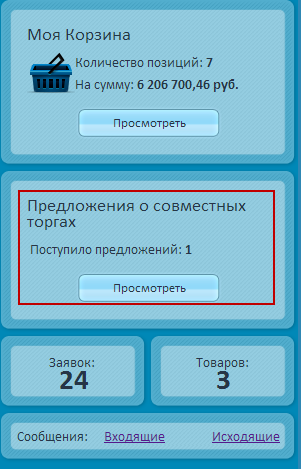 Моя Корзина
Количество позиций: 7
На сумму: 6 206 700,46 руб.
Просмотреть
Предложения о совместных
торгах
Поступило предложений: 1
Просмотреть
Заявок:
24
Товаров:
3
Сообщения: Входящие Исходящие